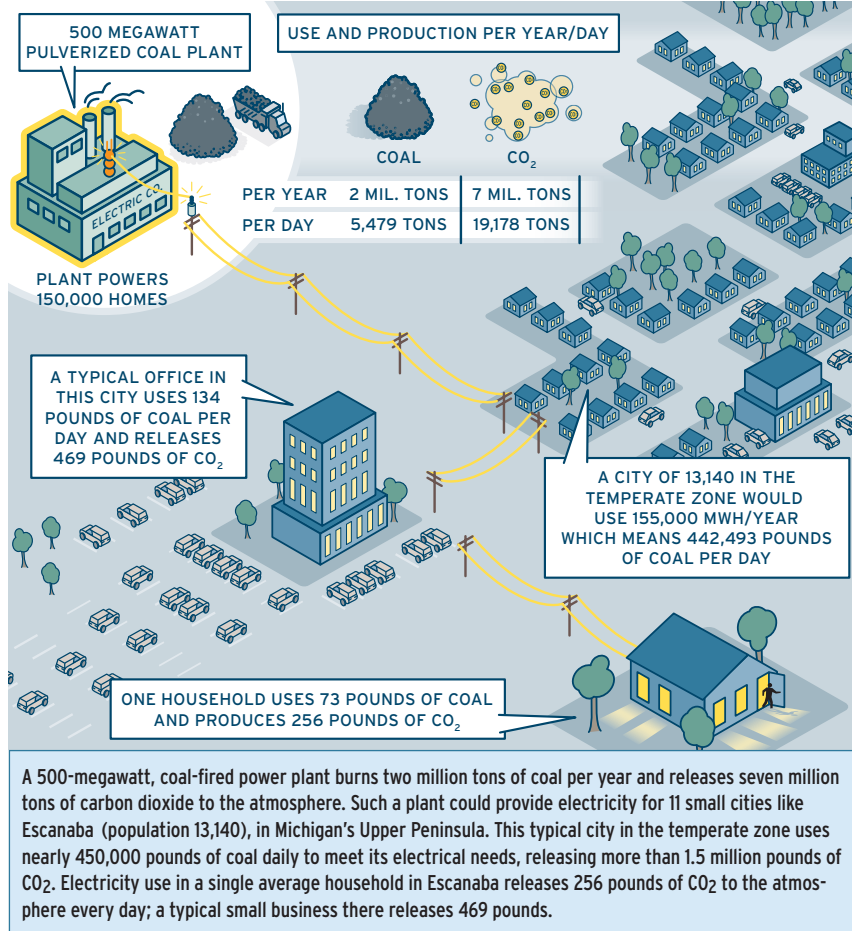 500 MEGAWATT
PULVERIZED COAL PLANT
USE AND PRODUCTION PER YEAR/DAY
COAL
CO₂
PER YEAR 2 MIL. TONS 7 MIL. TONS
PER DAY 5,479 TONS 19,178 TONS
ELECTRIC CO.
PLANT POWERS
150,000 HOMES
A TYPICAL OFFICE IN
THIS CITY USES 134
POUNDS OF COAL PER
DAY AND RELEASES
469 POUNDS OF CO₂
A CITY OF 13,140 IN THE
TEMPERATE ZONE WOULD
USE 155,000 MWH/YEAR
WHICH MEANS 442,493 POUNDS
OF COAL PER DAY
ONE HOUSEHOLD USES 73 POUNDS OF COAL
AND PRODUCES 256 POUNDS OF CO₂
A 500-megawatt, coal-fired power plant burns two million tons of coal per year and releases seven million
tons of carbon dioxide to the atmosphere. Such a plant could provide electricity for 11 small cities like
Escanaba (population 13,140), in Michigan's Upper Peninsula. This typical city in the temperate zone uses
nearly 450,000 pounds of coal daily to meet its electrical needs, releasing more than 1.5 million pounds of
CO₂. Electricity use in a single average household in Escanaba releases 256 pounds of CO₂ to the atmos-
phere every day; a typical small business there releases 469 pounds.